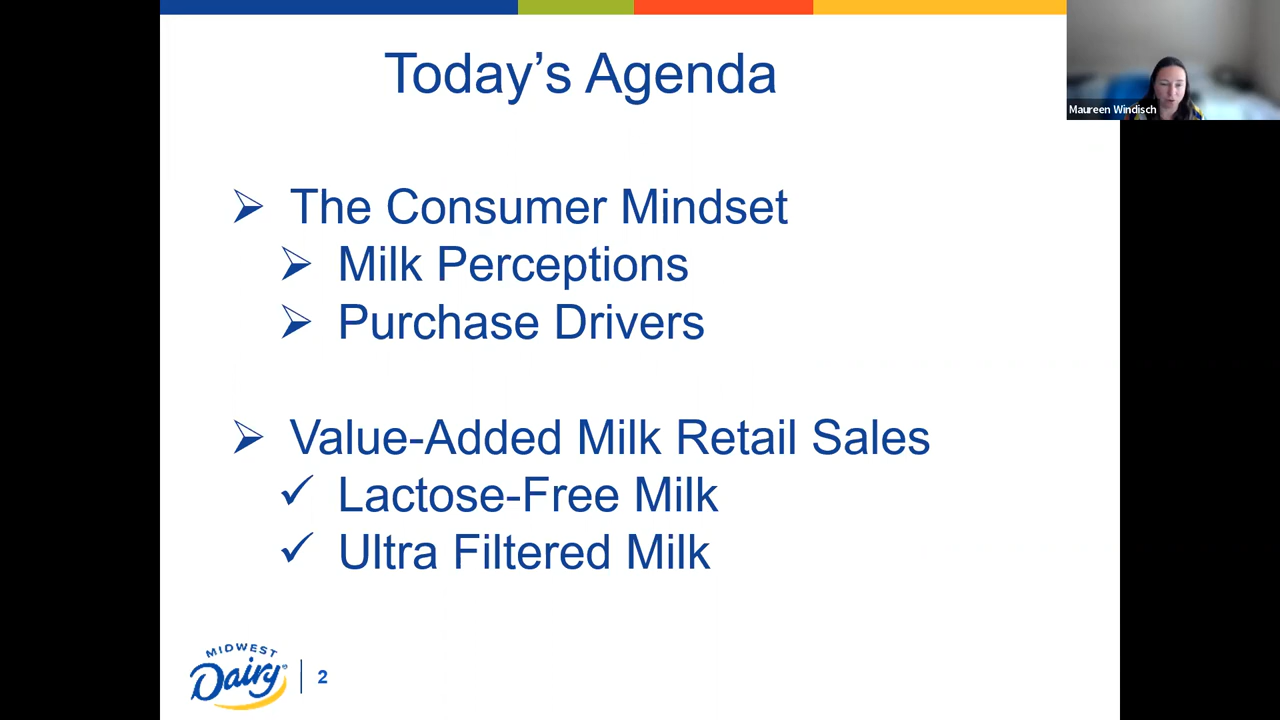 Today’s Agenda
Maureen Windisch
➢ The Consumer Mindset
➢ Milk Perceptions
➢ Purchase Drivers
➢ Value-Added Milk Retail Sales
✓ Lactose-Free Milk
✓ Ultra Filtered Milk
MIDWEST
Dairy®
2